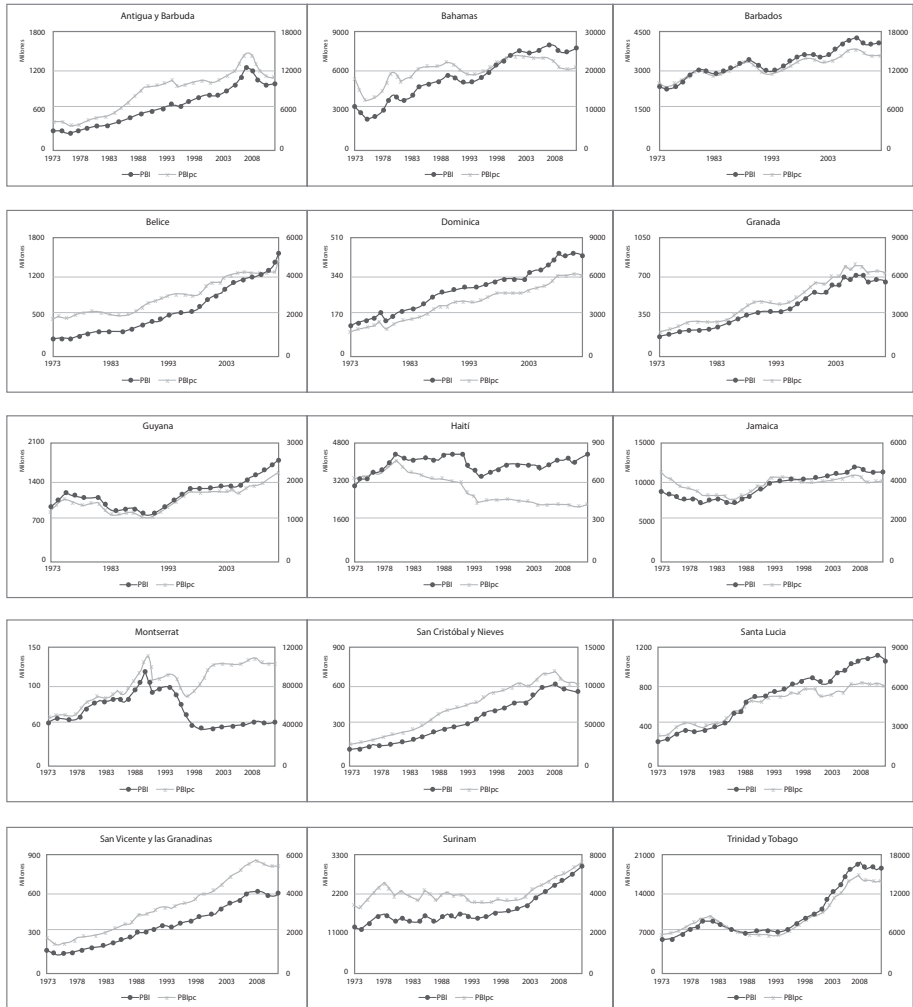 Antigua y Barbuda
Millones
1800 18000
1200 12000
600 6000
0 0
1973 1978 1983 1988 1993 1998 2003 2008
PBI PBIpc
Bahamas
Millones
9000 30000
6000 20000
3000 10000
0 0
1973 1978 1983 1988 1993 1998 2003 2008
PBI PBIpc
Barbados
Millones
4500 18000
3000 12000
1500 6000
0 0
1973 1983 1993 2003
PBI PBIpc
Belice
Millones
1800 6000
1200 4000
500 2000
0 0
1973 1983 1993 2003
PBI PBIpc
Dominica
Millones
510 9000
340 6000
170 3000
0 0
1973 1983 1993 2003
PBI PBIpc
Granada
Millones
1050 9000
700 6000
350 3000
0 0
1973 1983 1993 2003
PBI PBIpc
Guyana
Millones
2100 3000
1400 2000
700 1000
0 0
1973 1983 1993 2003
PBI PBIpc
Haití
Millones
4800 900
3200 600
1600 300
0 0
1973 1978 1983 1988 1993 1998 2003 2008
PBI PBIpc
Jamaica
Millones
15000 6000
10000 4000
5000 2000
0 0
1973 1978 1983 1988 1993 1998 2003 2008
PBI PBIpc
Montserrat
Millones
150 12000
100 80000
60 40000
0 0
1973 1978 1983 1988 1993 1998 2003 2008
PBI PBIpc
San Cristóbal y Nieves
Millones
900 15000
600 10000
300 50000
0 0
1973 1978 1983 1988 1993 1998 2003 2008
PBI PBIpc
Santa Lucia
Millones
1200 9000
800 6000
400 3000
0 0
1973 1978 1983 1988 1993 1998 2003 2008
PBI PBIpc
San Vicente y las Granadinas
Millones
900 6000
600 4000
300 2000
0 0
1973 1978 1983 1988 1993 1998 2003 2008
PBI PBIpc
Surinam
Millones
3300 8000
2200 4000
11000 2000
0 0
1973 1978 1983 1988 1993 1998 2003 2008
PBI PBIpc
Trinidad y Tobago
Millones
21000 18000
14000 12000
7000 6000
0 0
1973 1978 1983 1988 1993 1998 2003 2008
PBI PBIpc